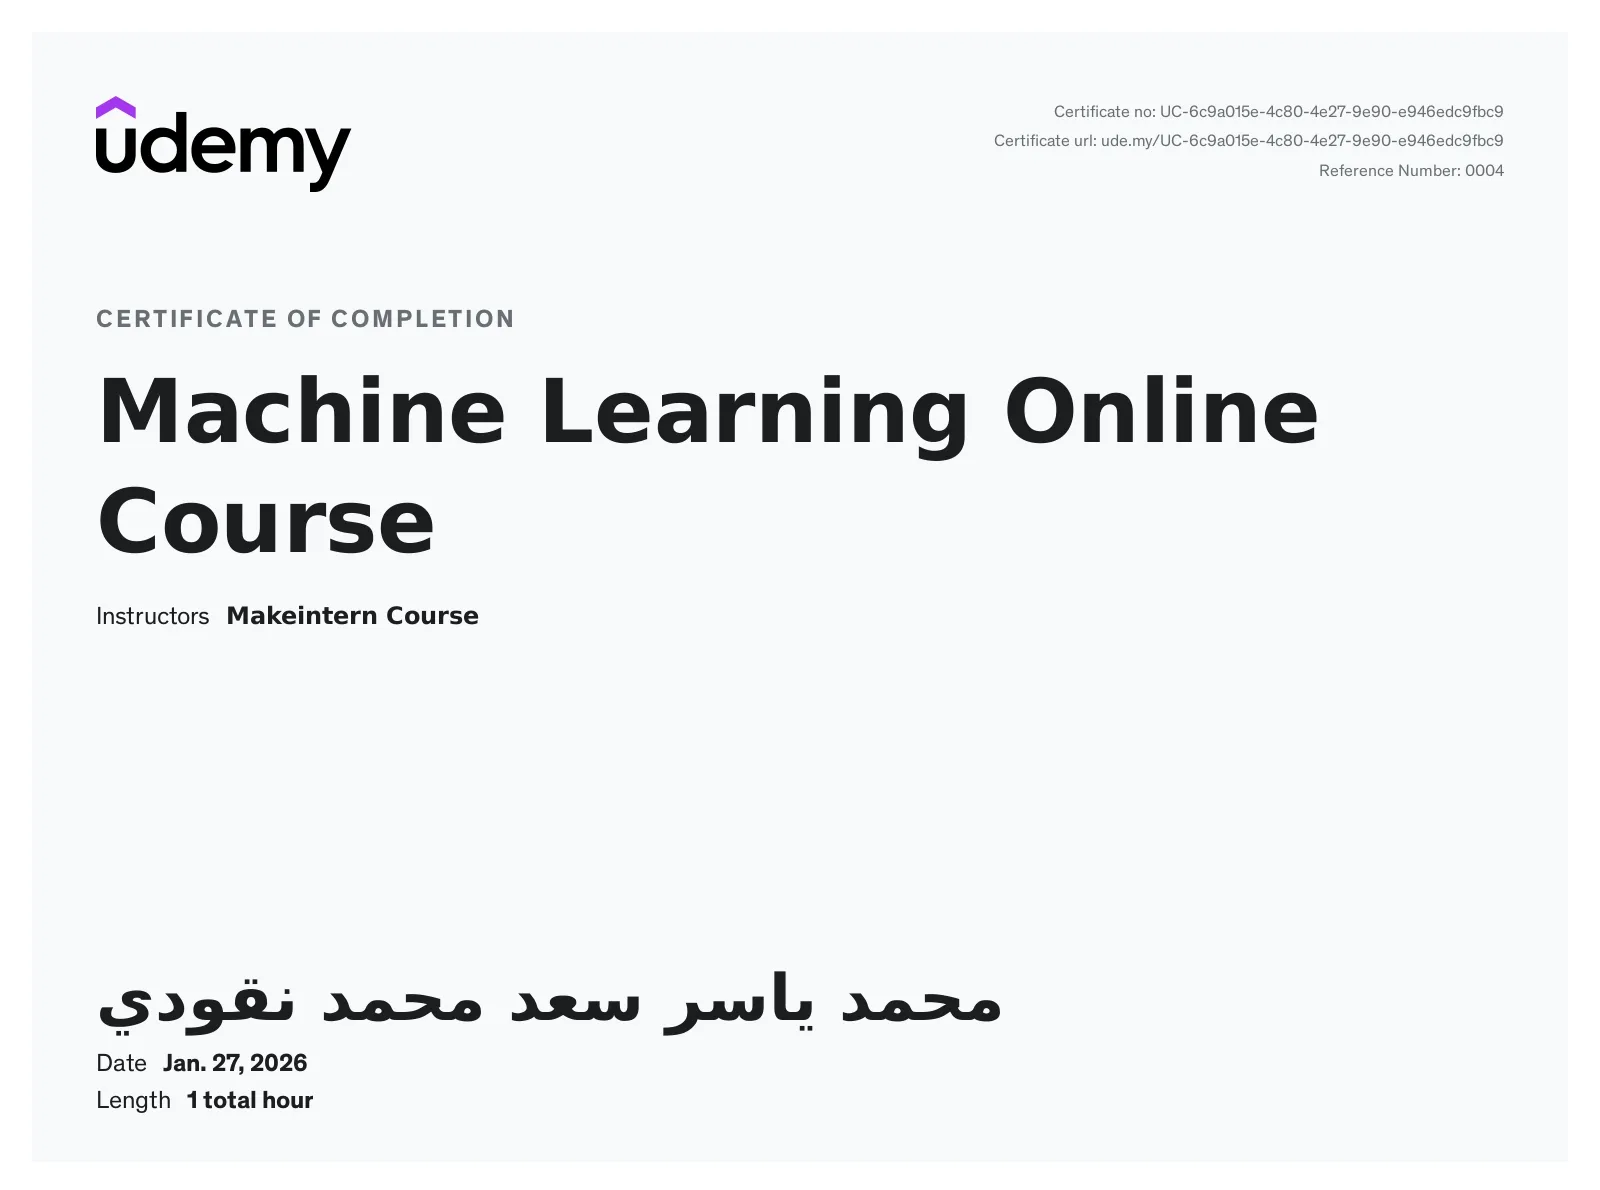 udemy
Certificate no: UC-6c9a015e-4c80-4e27-9e90-e946edc9fbc9
Certificate url: ude.my/UC-6c9a015e-4c80-4e27-9e90-e946edc9fbc9
Reference Number: 0004
CERTIFICATE OF COMPLETION
Machine Learning Online
Course
Instructors Makeintern Course
محمد ياسر سعد محمد نقودي
Date Jan. 27, 2026
Length 1 total hour